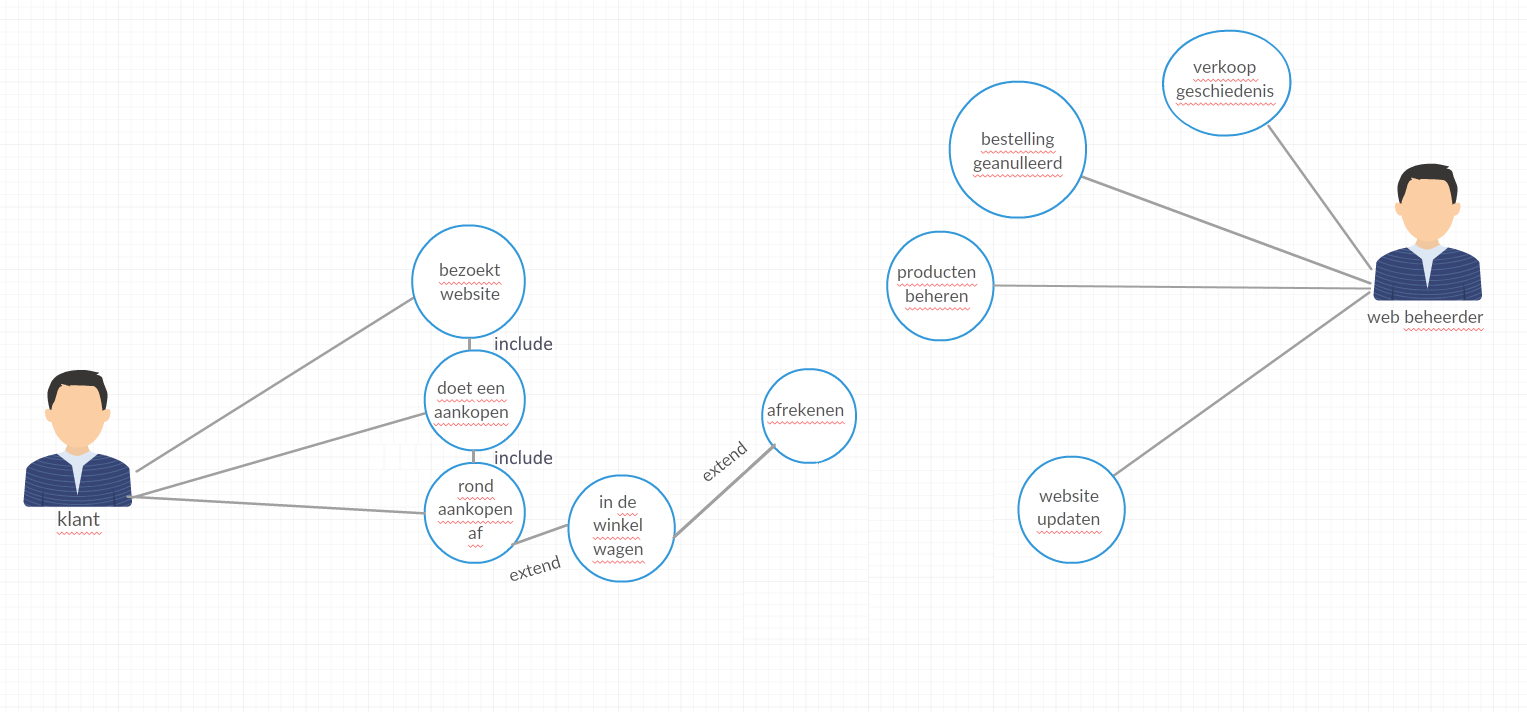 verkoop
geschiedenis
bestelling
geanulleerd
producten
beheren
web beheerder
website
updaten
bezoekt
website
include
doet een
aankopen
include
rond
aankopen
af
klant
extend
in de
winkel
wagen
extend
afrekenen